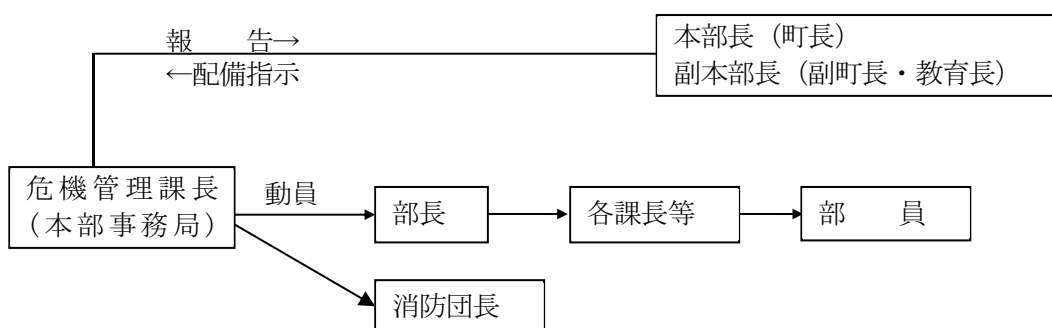 報　　告→
←配備指示
本部長（町長）
副本部長（副町長・教育長）
危機管理課長
（本部事務局）
動員
部長
各課長等
部　　員
消防団長